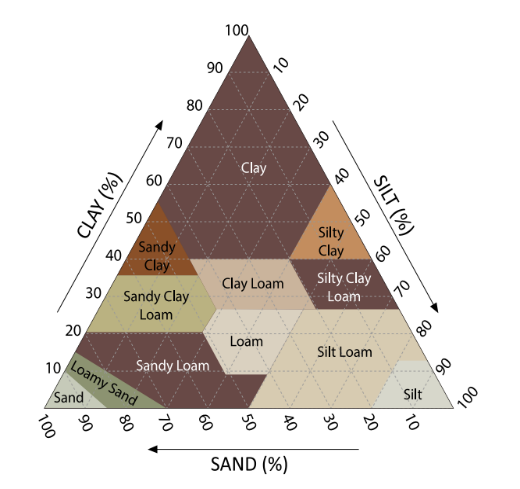 100
90
10
80
20
70
30
60
Clay
40
CLAY (%)
SILT (%)
50
50
Sandy
Clay
Silty
Clay
60
40
Clay Loam
Silty Clay
Loam
70
30
Sandy Clay
Loam
20
80
Loam
Silt Loam
Sandy Loam
90
10
Loamy Sand
Sand
Silt
100
100
90
80
70
60
50
40
30
20
10
SAND (%)